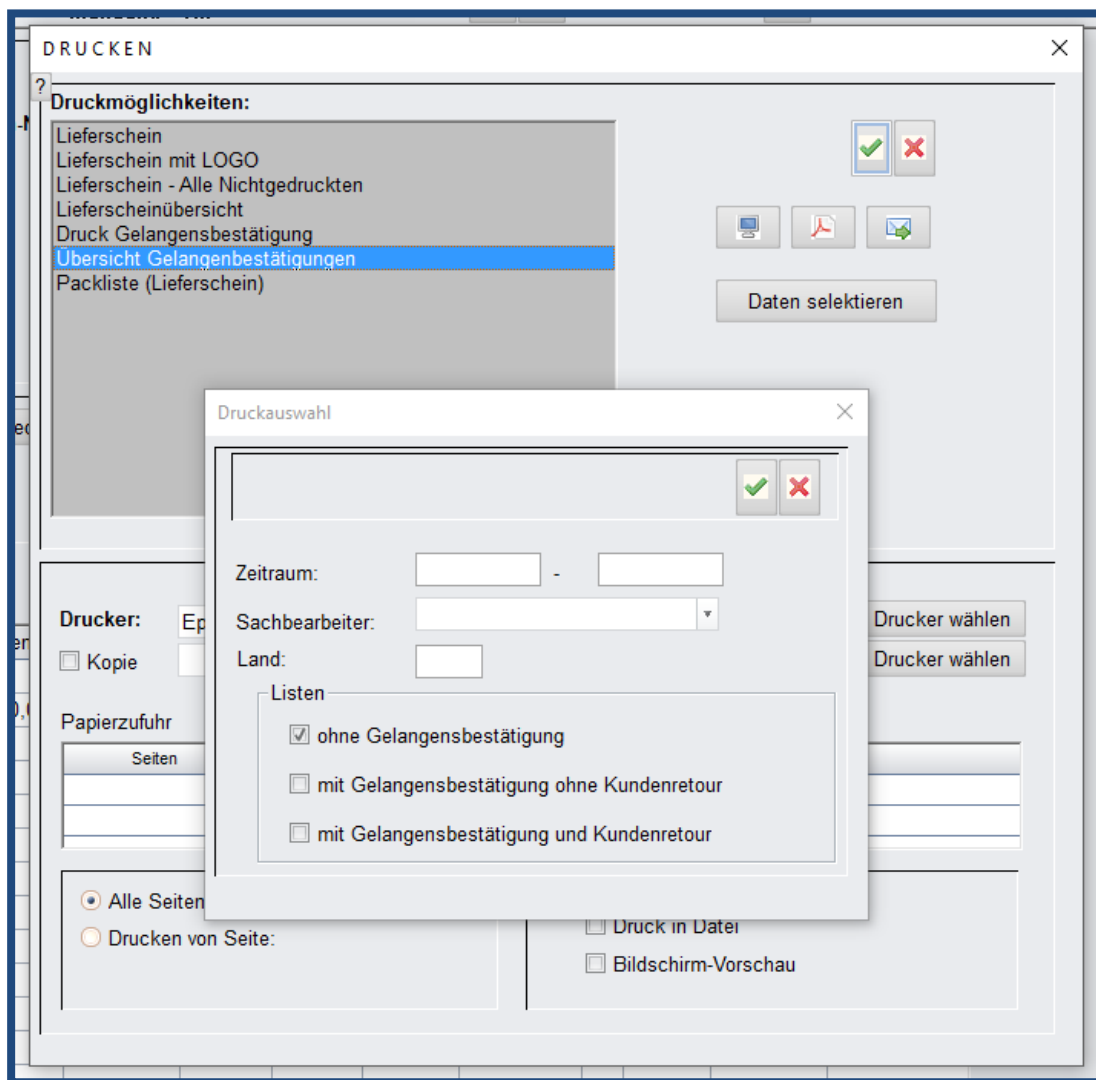 DRUCKEN
?
Druckmöglichkeiten:
Lieferschein
Lieferschein mit LOGO
Lieferschein - Alle Nichtgedruckten
Lieferscheinübersicht
Druck Gelangensbestätigung
Übersicht Gelangenbestätigungen
Packliste (Lieferschein)
Daten selektieren
Druckauswahl
Zeitraum:
-
Sachbearbeiter:
Land:
Listen
ohne Gelangensbestätigung
mit Gelangensbestätigung ohne Kundenretour
mit Gelangensbestätigung und Kundenretour
Drucker:
Ep
Drucker wählen
Kopie
Drucker wählen
Papierzufuhr
Seiten
Alle Seiten
Drucken von Seite:
Druck in Datei
Bildschirm-Vorschau